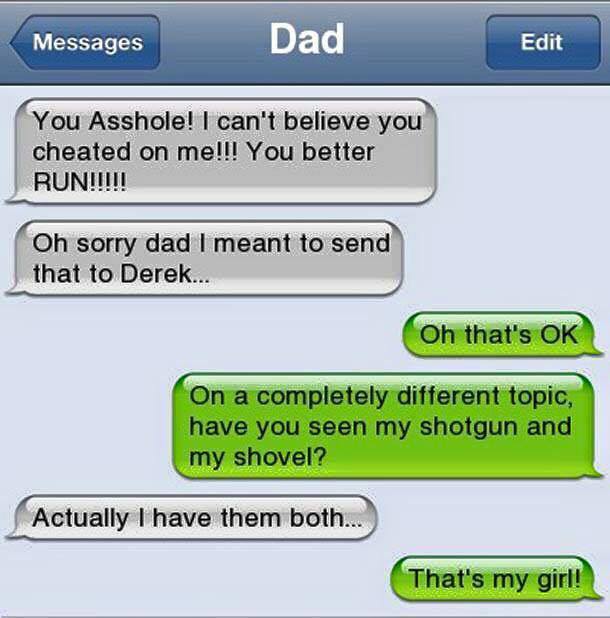 Messages
Dad
Edit
You Asshole! I can't believe you
cheated on me!!! You better
RUN!!!!!
Oh sorry dad I meant to send
that to Derek...
Oh that's OK
On a completely different topic,
have you seen my shotgun and
my shovel?
Actually I have them both...
That's my girl!